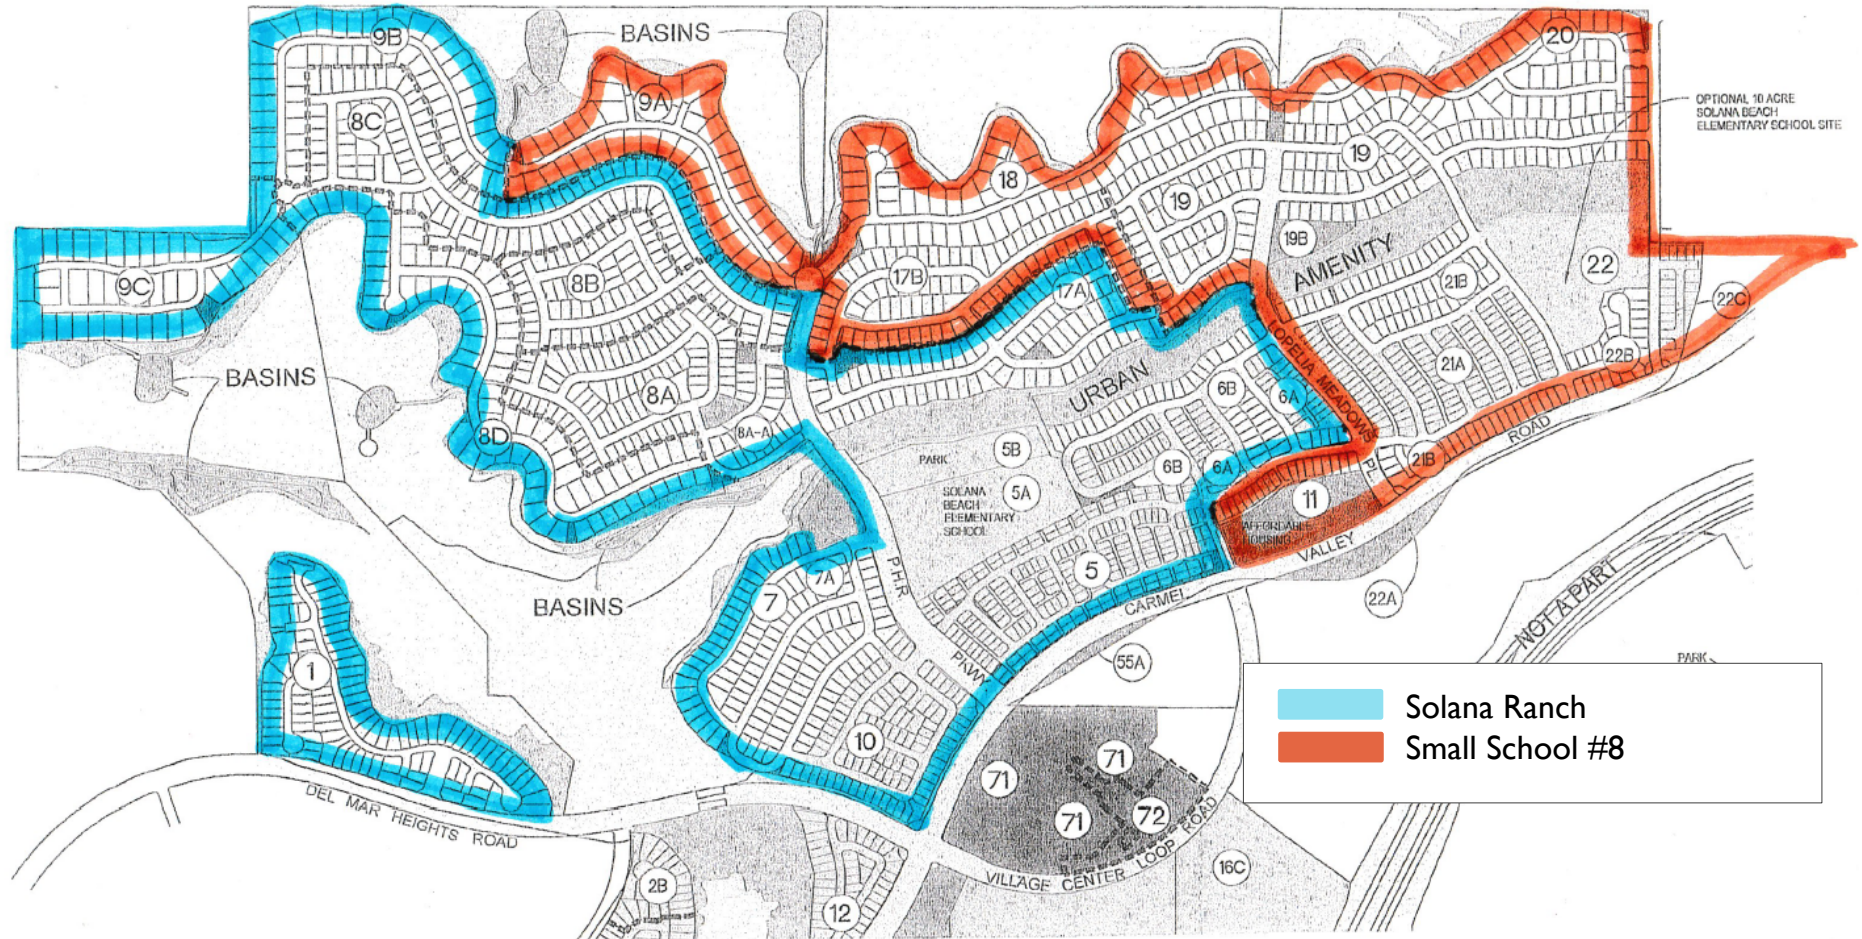 9B
BASINS
20
9A
OPTIONAL 10 ACRE
SOLANA BEACH
ELEMENTARY SCHOOL SITE
8C
19
18
19
19B
AMENITY
22
9C
8B
17B
17A
21B
22C
LOPELIA MEADOWS
PL
22B
BASINS
8A
URBAN
6B
6A
21A
8D
8A-A
PARK
5B
6B
6A
21B
ROAD
SOLANA
BEACH
ELEMENTARY
SCHOOL
5A
11
AFFORDABLE
HOUSING
VALLEY
7A
P.H.R.
5
CARMEL
22A
NOT A PART
BASINS
7
PKWY.
55A
PARK
1
Solana Ranch
Small School #8
10
71
71
71
72
DEL MAR HEIGHTS ROAD
VILLAGE CENTER LOOP ROAD
16C
2B
12